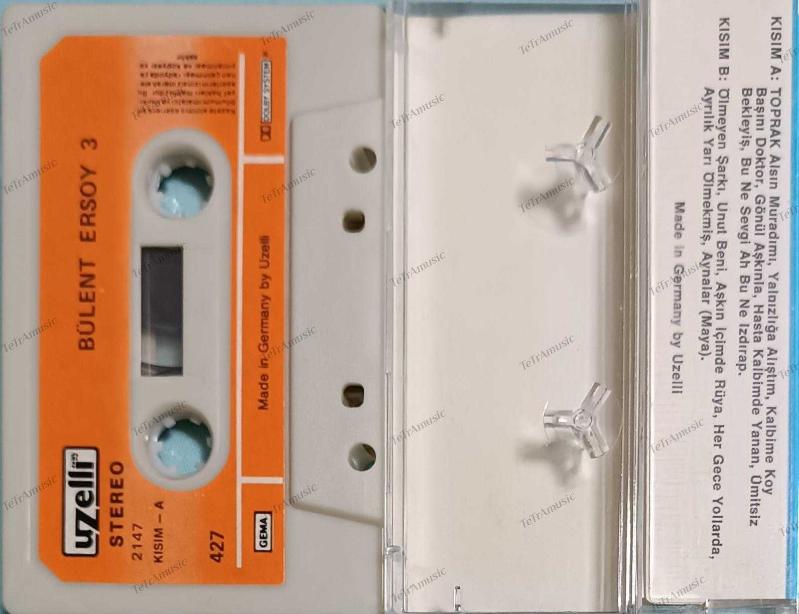 BÜLENT ERSOY 3
uzelli
STEREO
2147
KISIM - A
427
DOLBY SYSTEM
Made in Germany by Uzelli
GEMA
KISIM A: TOPRAK Alsın Muradımı, Yalnızlığa Alıştım, Kalbime Koy
Başını Doktor, Gönül Aşkınla, Hasta Kalbimde Yanan, Ümitsiz
Bekleyiş, Bu Ne Sevgi Ah Bu Ne Izdırap.
KISIM B: Ölmeyen Şarkı, Unut Beni, Aşkın İçimde Rüya, Her Gece Yollarda,
Ayrılık Yarı Ölmekmiş, Aynalar (Maya).
Made in Germany by Uzelli
TeTrAmusic